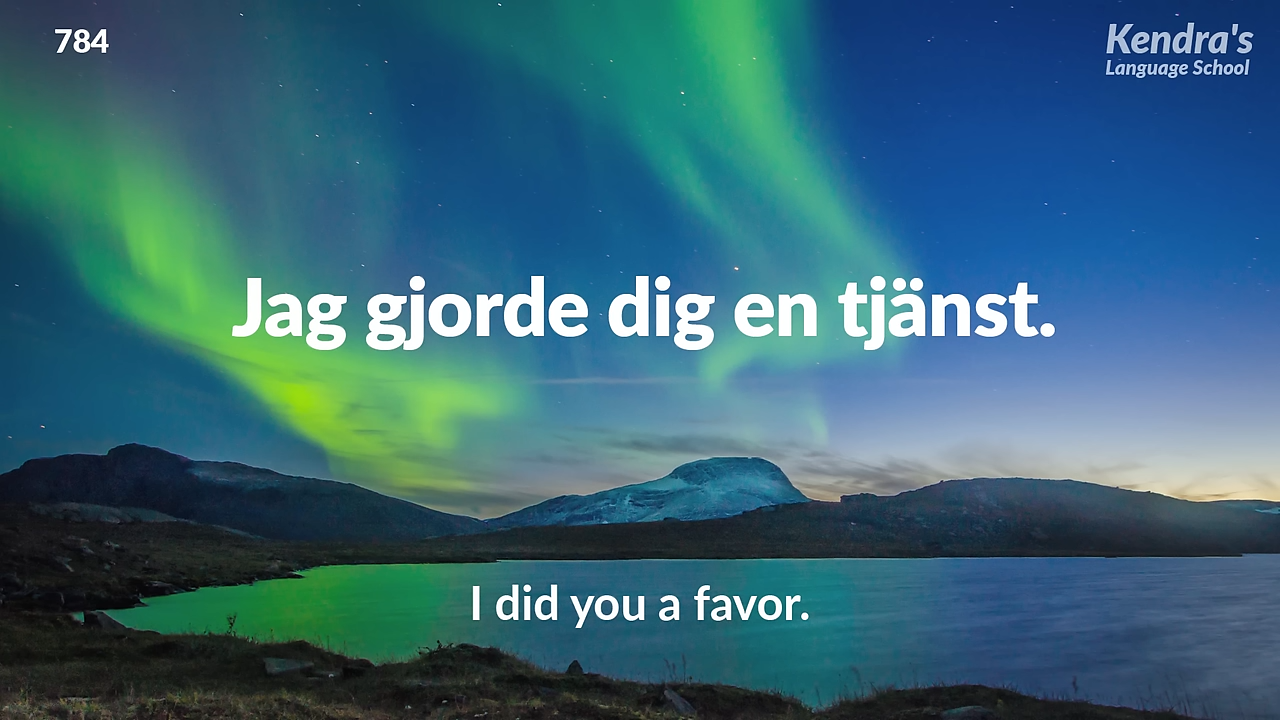 784
Kendra's
Language School
Jag gjorde dig en tjänst.
I did you a favor.